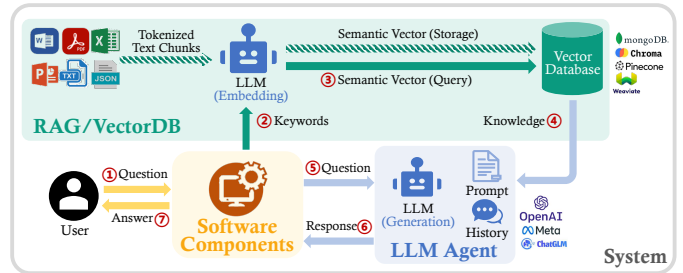 Tokenized
Text Chunks
Semantic Vector (Storage)
③ Semantic Vector (Query)
LLM
(Embedding)
Vector
Database
mongoDB.
Chroma
Pinecone
Weaviate
W
PDF
X
P
TXT
JSON
RAG/VectorDB
② Keywords
Knowledge ④
① Question
Answer ⑦
User
Software
Components
⑤ Question
Response ⑥
LLM
(Generation)
Prompt
History
LLM Agent
OpenAI
Meta
ChatGLM
System